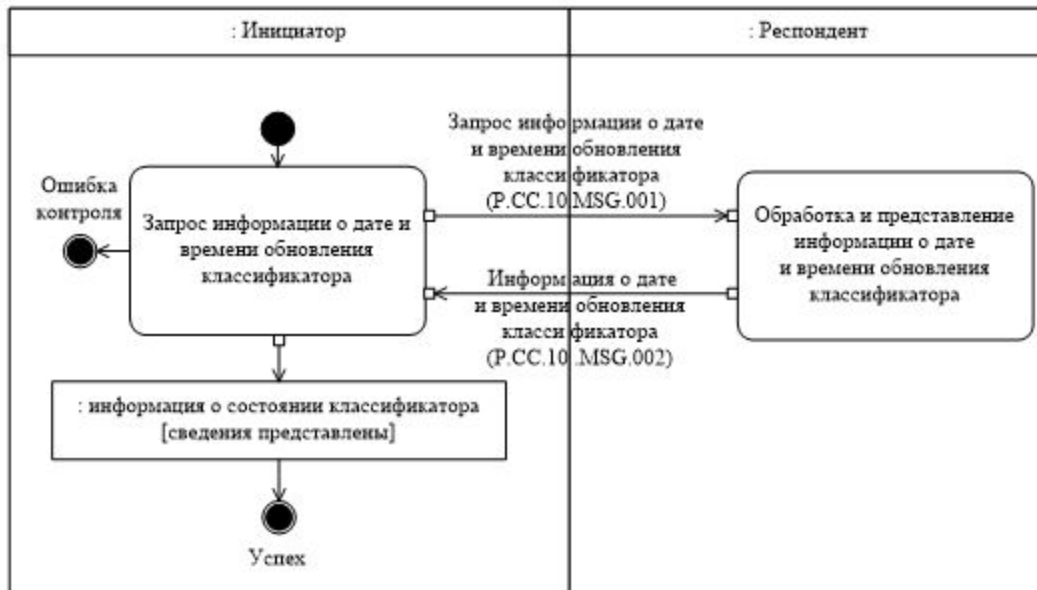 : Инициатор
: Респондент
Запрос информации о дате
и времени обновления
классификатора
(P.CC.10.MSG.001)
Ошибка
контроля
Запрос информации о дате и
времени обновления
классификатора
Обработка и представление
информации о дате
и времени обновления
классификатора
Информация о дате
и времени обновления
классификатора
(P.CC.10.MSG.002)
: информация о состоянии классификатора
[сведения представлены]
Успех